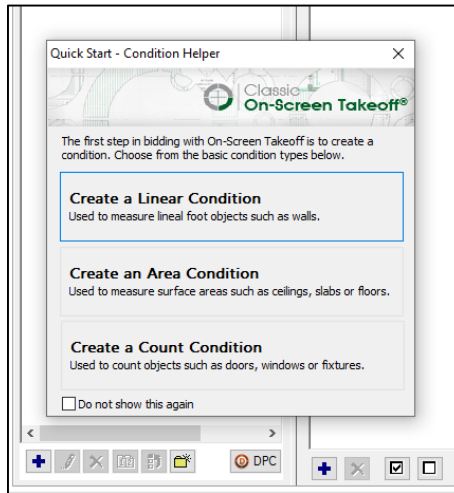 Quick Start - Condition Helper
Classic
On-Screen Takeoff®
The first step in bidding with On-Screen Takeoff is to create a
condition. Choose from the basic condition types below.
Create a Linear Condition
Used to measure lineal foot objects such as walls.
Create an Area Condition
Used to measure surface areas such as ceilings, slabs or floors.
Create a Count Condition
Used to count objects such as doors, windows or fixtures.
Do not show this again
DPC